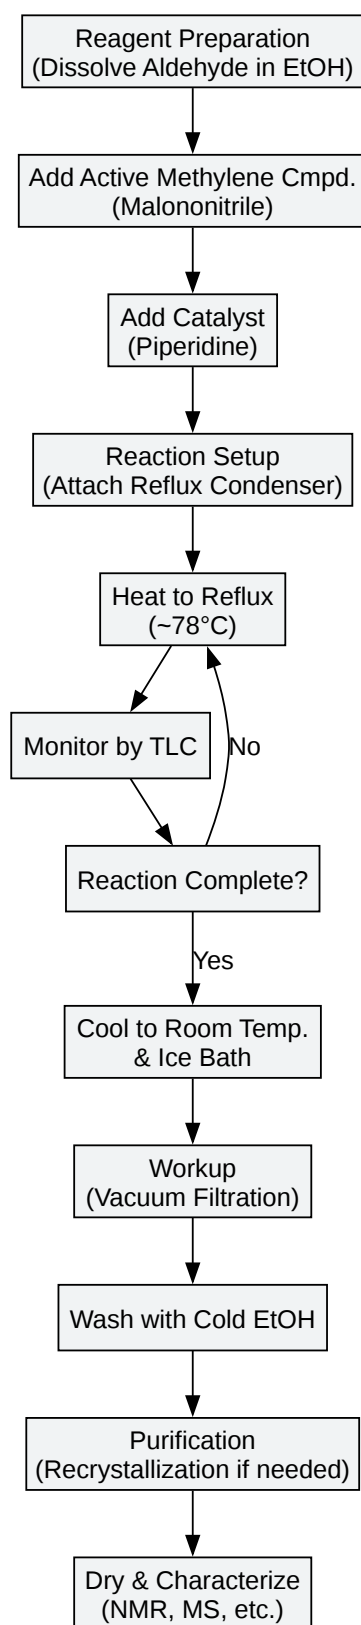 Reagent Preparation
(Dissolve Aldehyde in EtOH)
Add Active Methylene Cmpd.
(Malononitrile)
Add Catalyst
(Piperidine)
Reaction Setup
(Attach Reflux Condenser)
Heat to Reflux
(~78°C)
Monitor by TLC
No
Reaction Complete?
Yes
Cool to Room Temp.
& Ice Bath
Workup
(Vacuum Filtration)
Wash with Cold EtOH
Purification
(Recrystallization if needed)
Dry & Characterize
(NMR, MS, etc.)